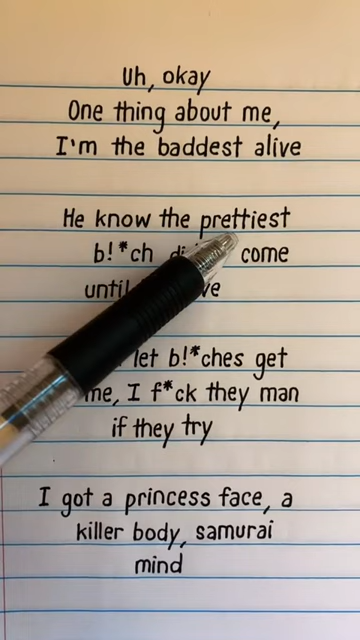 Uh, okay
One thing about me,
I'm the baddest alive
He know the prettiest
b!*ch come
until
let b!*ches get
me, I f*ck they man
if they try
I got a princess face, a
killer body, samurai
mind